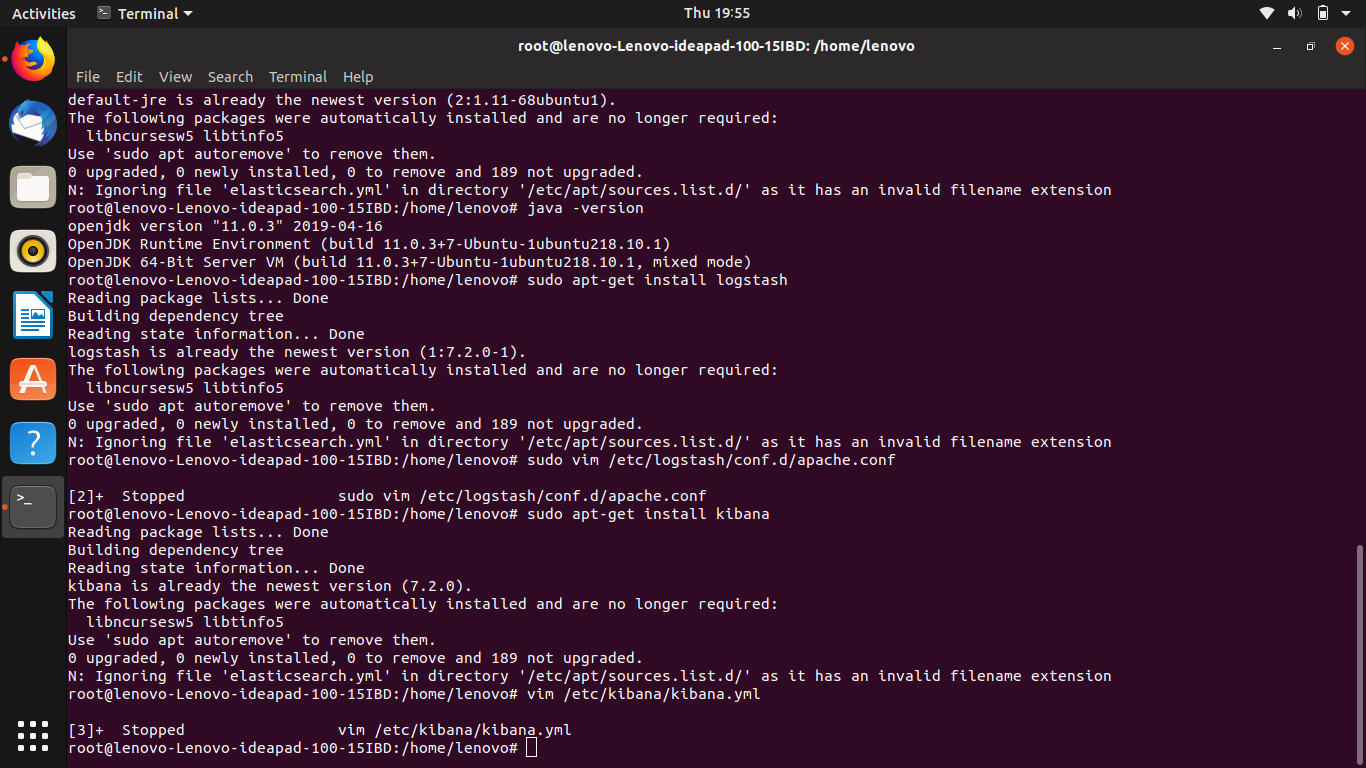 Activities
Terminal
Thu 19:55
root@lenovo-Lenovo-ideapad-100-15IBD: /home/lenovo
File Edit View Search Terminal Help
default-jre is already the newest version (2:1.11-68ubuntu1).
The following packages were automatically installed and are no longer required:
  libncursesw5 libtinfo5
Use 'sudo apt autoremove' to remove them.
0 upgraded, 0 newly installed, 0 to remove and 189 not upgraded.
N: Ignoring file 'elasticsearch.yml' in directory '/etc/apt/sources.list.d/' as it has an invalid filename extension
root@lenovo-Lenovo-ideapad-100-15IBD:/home/lenovo# java -version
openjdk version "11.0.3" 2019-04-16
OpenJDK Runtime Environment (build 11.0.3+7-Ubuntu-1ubuntu218.10.1)
OpenJDK 64-Bit Server VM (build 11.0.3+7-Ubuntu-1ubuntu218.10.1, mixed mode)
root@lenovo-Lenovo-ideapad-100-15IBD:/home/lenovo# sudo apt-get install logstash
Reading package lists... Done
Building dependency tree
Reading state information... Done
logstash is already the newest version (1:7.2.0-1).
The following packages were automatically installed and are no longer required:
  libncursesw5 libtinfo5
Use 'sudo apt autoremove' to remove them.
0 upgraded, 0 newly installed, 0 to remove and 189 not upgraded.
N: Ignoring file 'elasticsearch.yml' in directory '/etc/apt/sources.list.d/' as it has an invalid filename extension
root@lenovo-Lenovo-ideapad-100-15IBD:/home/lenovo# sudo vim /etc/logstash/conf.d/apache.conf
[2]+  Stopped                 sudo vim /etc/logstash/conf.d/apache.conf
root@lenovo-Lenovo-ideapad-100-15IBD:/home/lenovo# sudo apt-get install kibana
Reading package lists... Done
Building dependency tree
Reading state information... Done
kibana is already the newest version (7.2.0).
The following packages were automatically installed and are no longer required:
  libncursesw5 libtinfo5
Use 'sudo apt autoremove' to remove them.
0 upgraded, 0 newly installed, 0 to remove and 189 not upgraded.
N: Ignoring file 'elasticsearch.yml' in directory '/etc/apt/sources.list.d/' as it has an invalid filename extension
root@lenovo-Lenovo-ideapad-100-15IBD:/home/lenovo# vim /etc/kibana/kibana.yml
[3]+  Stopped                 vim /etc/kibana/kibana.yml
root@lenovo-Lenovo-ideapad-100-15IBD:/home/lenovo#